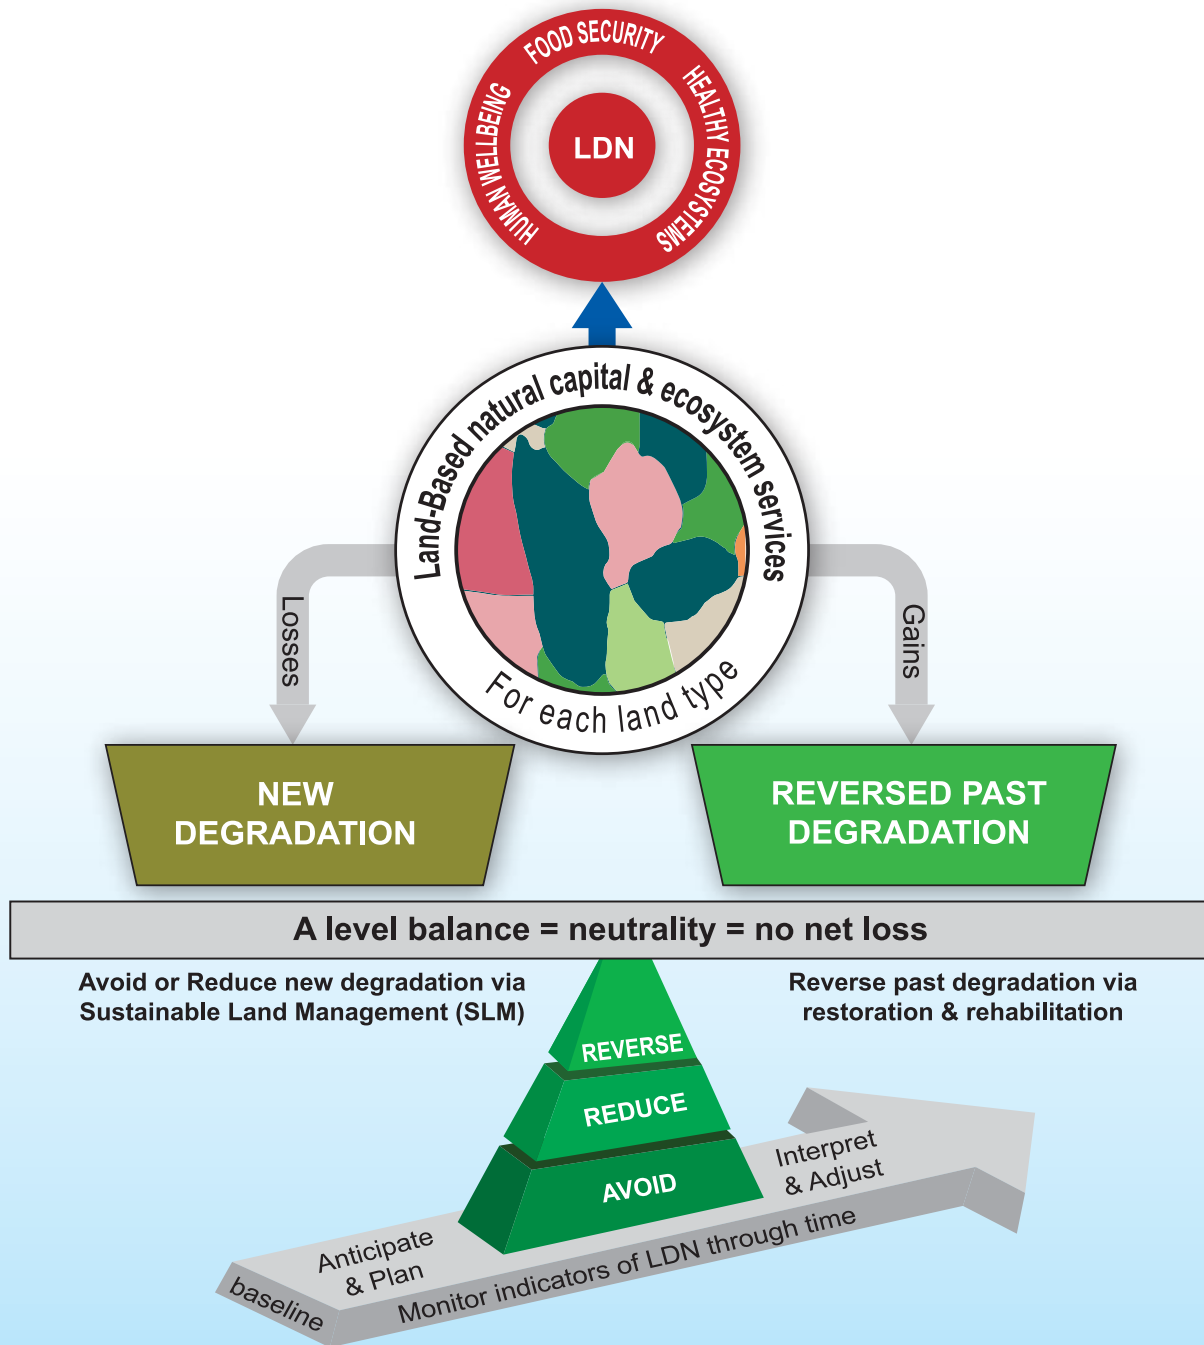 HUMAN WELLBEING
FOOD SECURITY
HEALTHY ECOSYSTEMS
LDN
Land-Based natural capital & ecosystem services
For each land type
Losses
Gains
NEW
DEGRADATION
REVERSED PAST
DEGRADATION
A level balance = neutrality = no net loss
Avoid or Reduce new degradation via
Sustainable Land Management (SLM)
Reverse past degradation via
restoration & rehabilitation
REVERSE
REDUCE
AVOID
Anticipate
& Plan
Interpret
& Adjust
baseline
Monitor indicators of LDN through time